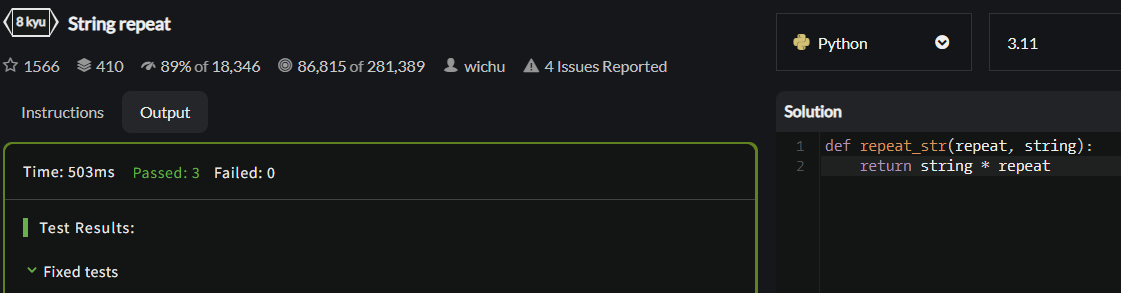 8 kyu String repeat
1566 410 89% of 18,346 86,815 of 281,389 wichu 4 Issues Reported
Instructions Output
Time: 503ms Passed: 3 Failed: 0
Test Results:
Fixed tests
Python 3.11
Solution
1 def repeat_str(repeat, string):
2 return string * repeat